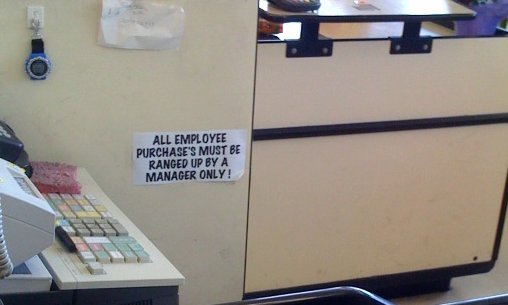 ALL EMPLOYEE
PURCHASE'S MUST BE
RANGED UP BY A
MANAGER ONLY !